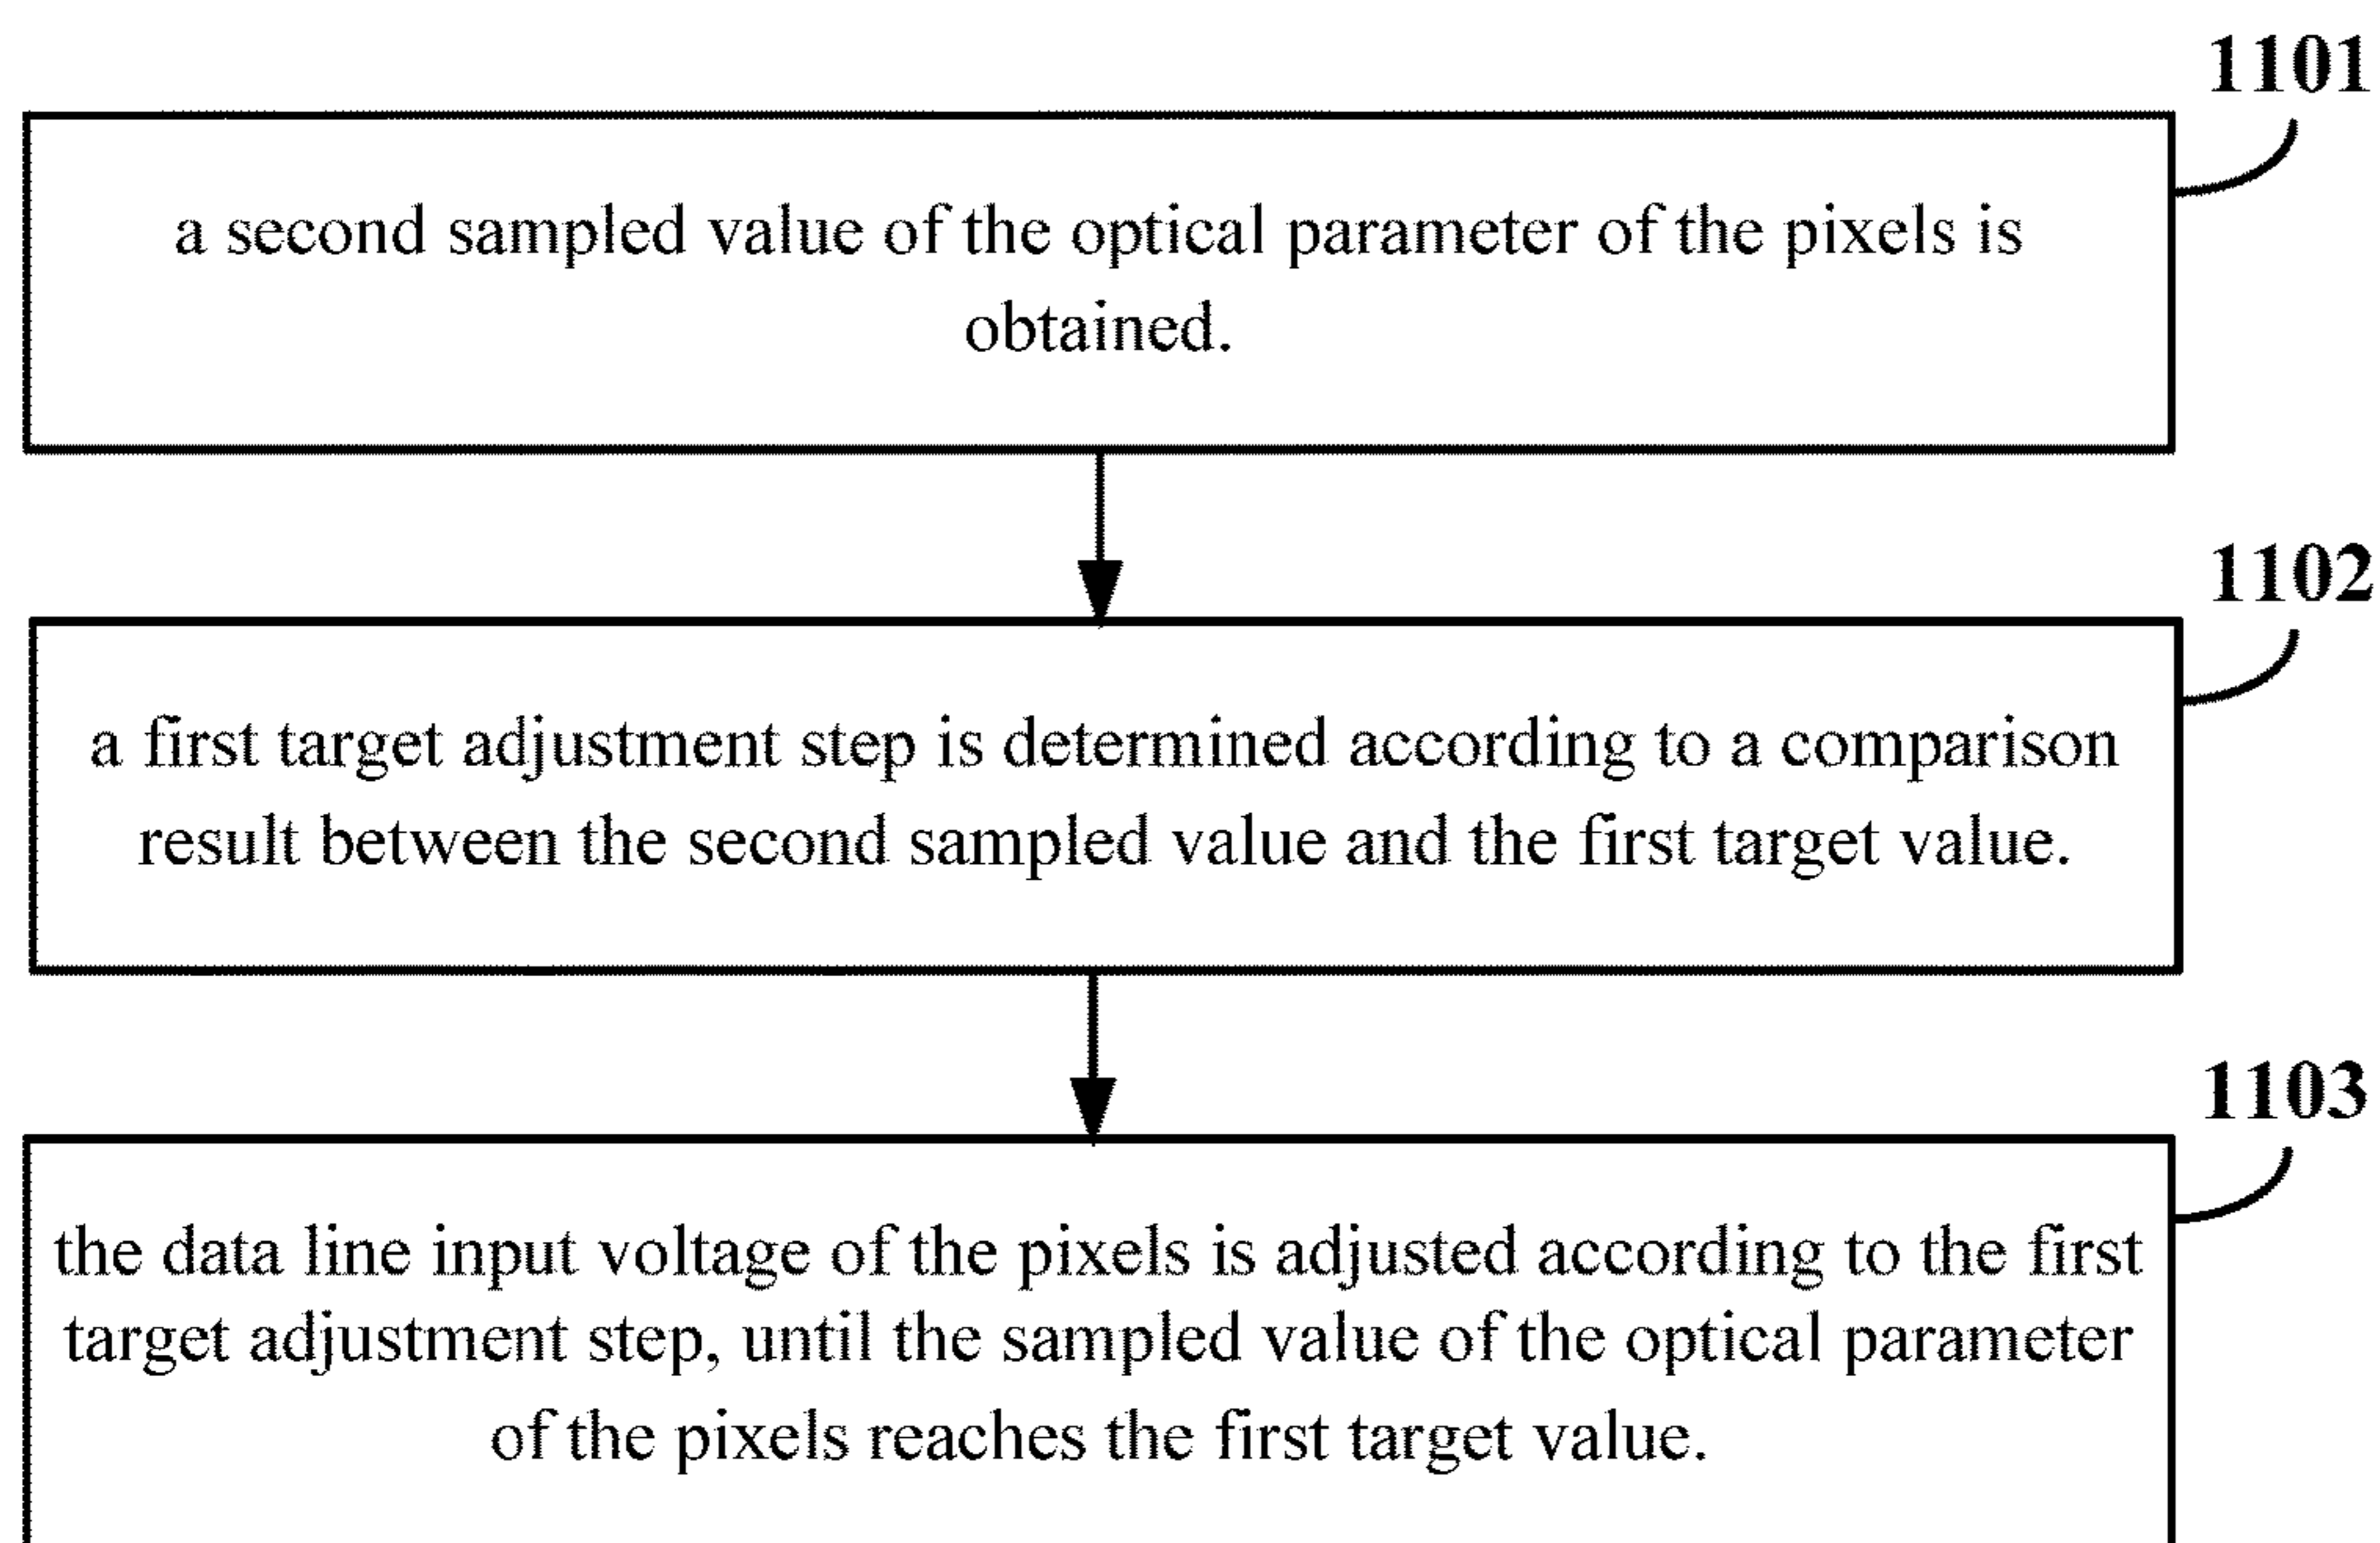 1101
a second sampled value of the optical parameter of the pixels is
obtained.
1102
a first target adjustment step is determined according to a comparison
result between the second sampled value and the first target value.
1103
the data line input voltage of the pixels is adjusted according to the first
target adjustment step, until the sampled value of the optical parameter
of the pixels reaches the first target value.